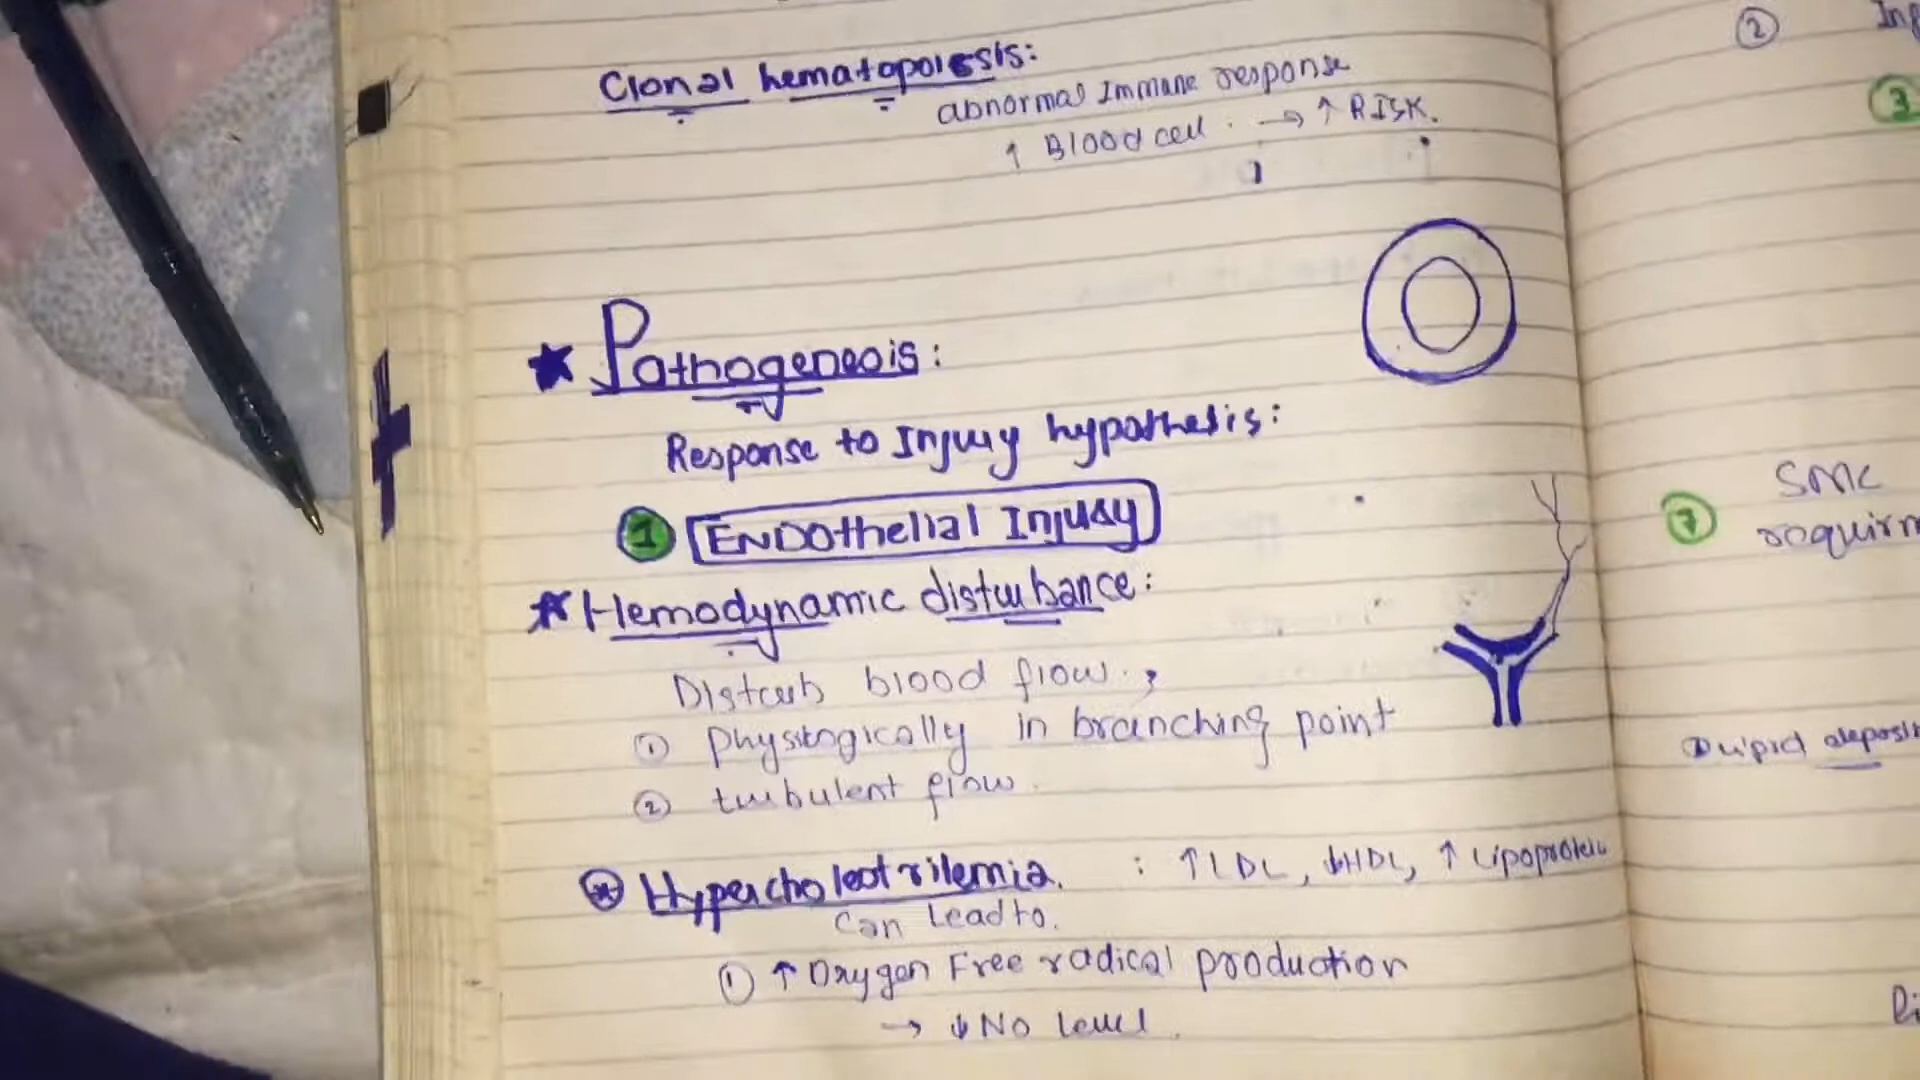 Clonal hematopoiesis:
abnormal Immune response
↑ Blood cell. → ↑ RISK.
★ Pathogenesis:
Response to Injury hypothesis:
1 ENDOthelial Injury
★ Hemodynamic disturbance:
Disturb blood flow.
① physiologically in branching point
② turbulent flow.
Hypercholestrilemia. : ↑ LDL, ↓HDL, ↑ Lipoprotein
Can Lead to.
① ↑ Oxygen Free radical production
→ ↓ No level.
②
3
7 SMC
Lipid